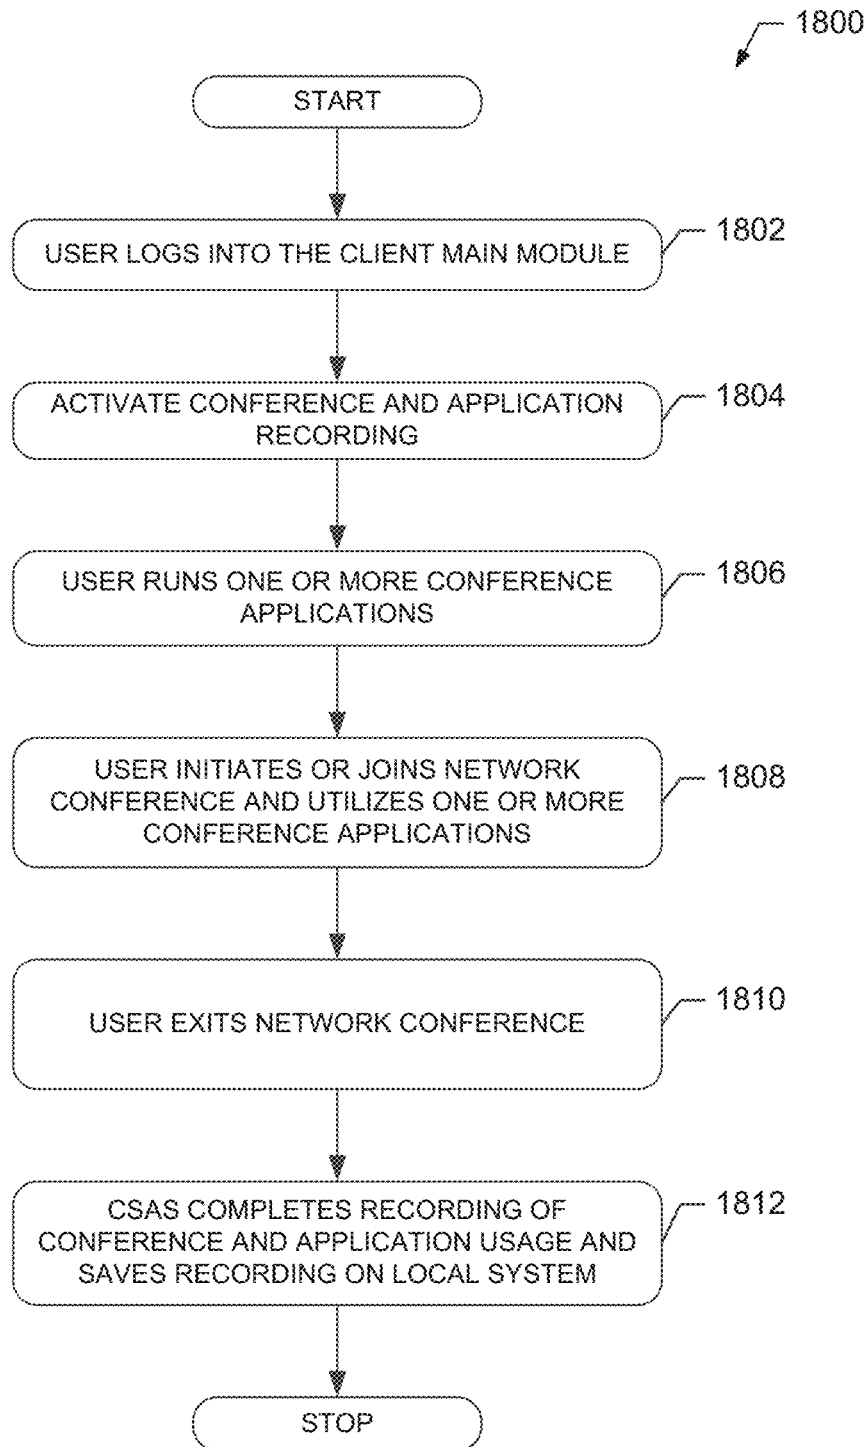 1800
START
USER LOGS INTO THE CLIENT MAIN MODULE
1802
ACTIVATE CONFERENCE AND APPLICATION
RECORDING
1804
USER RUNS ONE OR MORE CONFERENCE
APPLICATIONS
1806
USER INITIATES OR JOINS NETWORK
CONFERENCE AND UTILIZES ONE OR MORE
CONFERENCE APPLICATIONS
1808
USER EXITS NETWORK CONFERENCE
1810
CSAS COMPLETES RECORDING OF
CONFERENCE AND APPLICATION USAGE AND
SAVES RECORDING ON LOCAL SYSTEM
1812
STOP